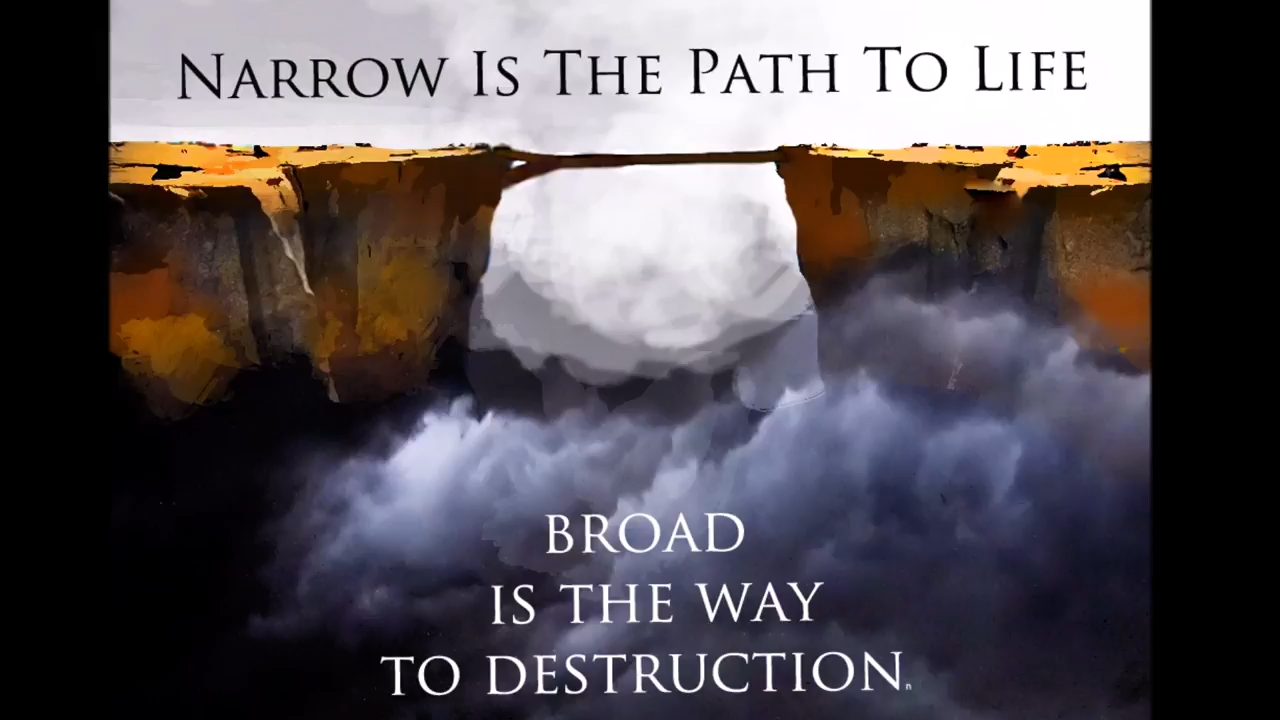 Narrow Is The Path To Life
BROAD
IS THE WAY
TO DESTRUCTION.